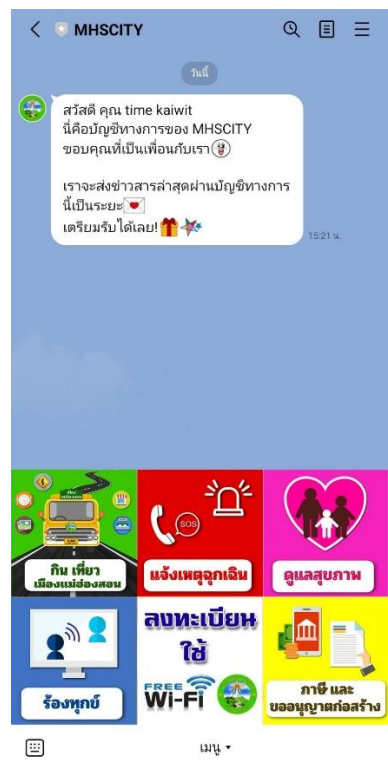 MHSCITY
วันนี้
สวัสดี คุณ time kaiwit
นี่คือบัญชีทางการของ MHSCITY
ขอบคุณที่เป็นเพื่อนกับเรา
เราจะส่งข่าวสารล่าสุดผ่านบัญชีทางการ
นี้เป็นระยะ
เตรียมรับได้เลย!
15:21 น.
กิน เที่ยว
เมืองแม่ฮ่องสอน
SOS
แจ้งเหตุฉุกเฉิน
ดูแลสุขภาพ
ร้องทุกข์
ลงทะเบียน
ใช้
FREE
Wi-Fi
ภาษี และ
ขออนุญาตก่อสร้าง
เมนู